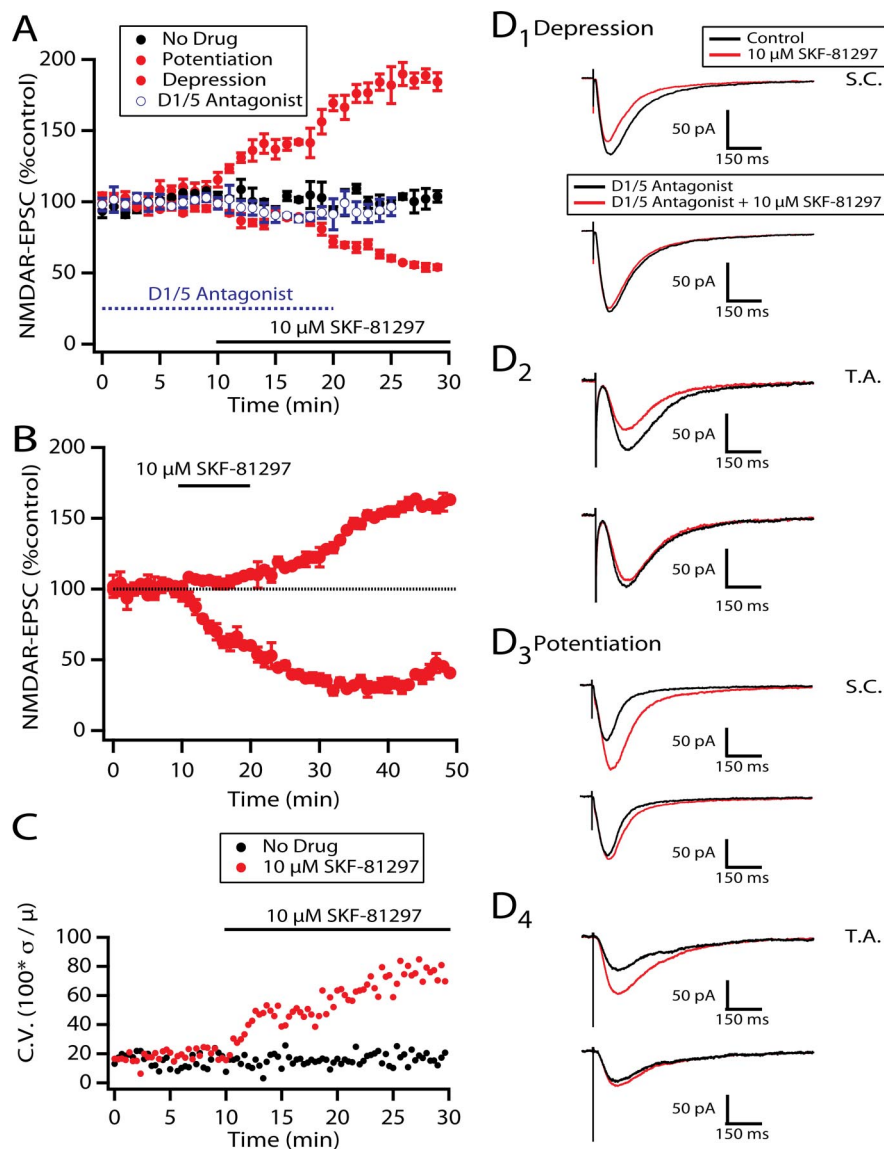 A
No Drug
Potentiation
Depression
D1/5 Antagonist
NMDAR-EPSC (%control)
200
150
100
50
0
D1/5 Antagonist
10 µM SKF-81297
0 5 10 15 20 25 30
Time (min)
B
NMDAR-EPSC (%control)
200
150
100
50
0
10 µM SKF-81297
0 10 20 30 40 50
Time (min)
C
No Drug
10 µM SKF-81297
10 µM SKF-81297
C.V. (100* σ / µ)
100
80
60
40
20
0
0 5 10 15 20 25 30
Time (min)
D1 Depression
Control
10 µM SKF-81297
S.C.
50 pA
150 ms
D1/5 Antagonist
D1/5 Antagonist + 10 µM SKF-81297
50 pA
150 ms
D2
T.A.
50 pA
150 ms
50 pA
150 ms
D3 Potentiation
S.C.
50 pA
150 ms
50 pA
150 ms
D4
T.A.
50 pA
150 ms
50 pA
150 ms